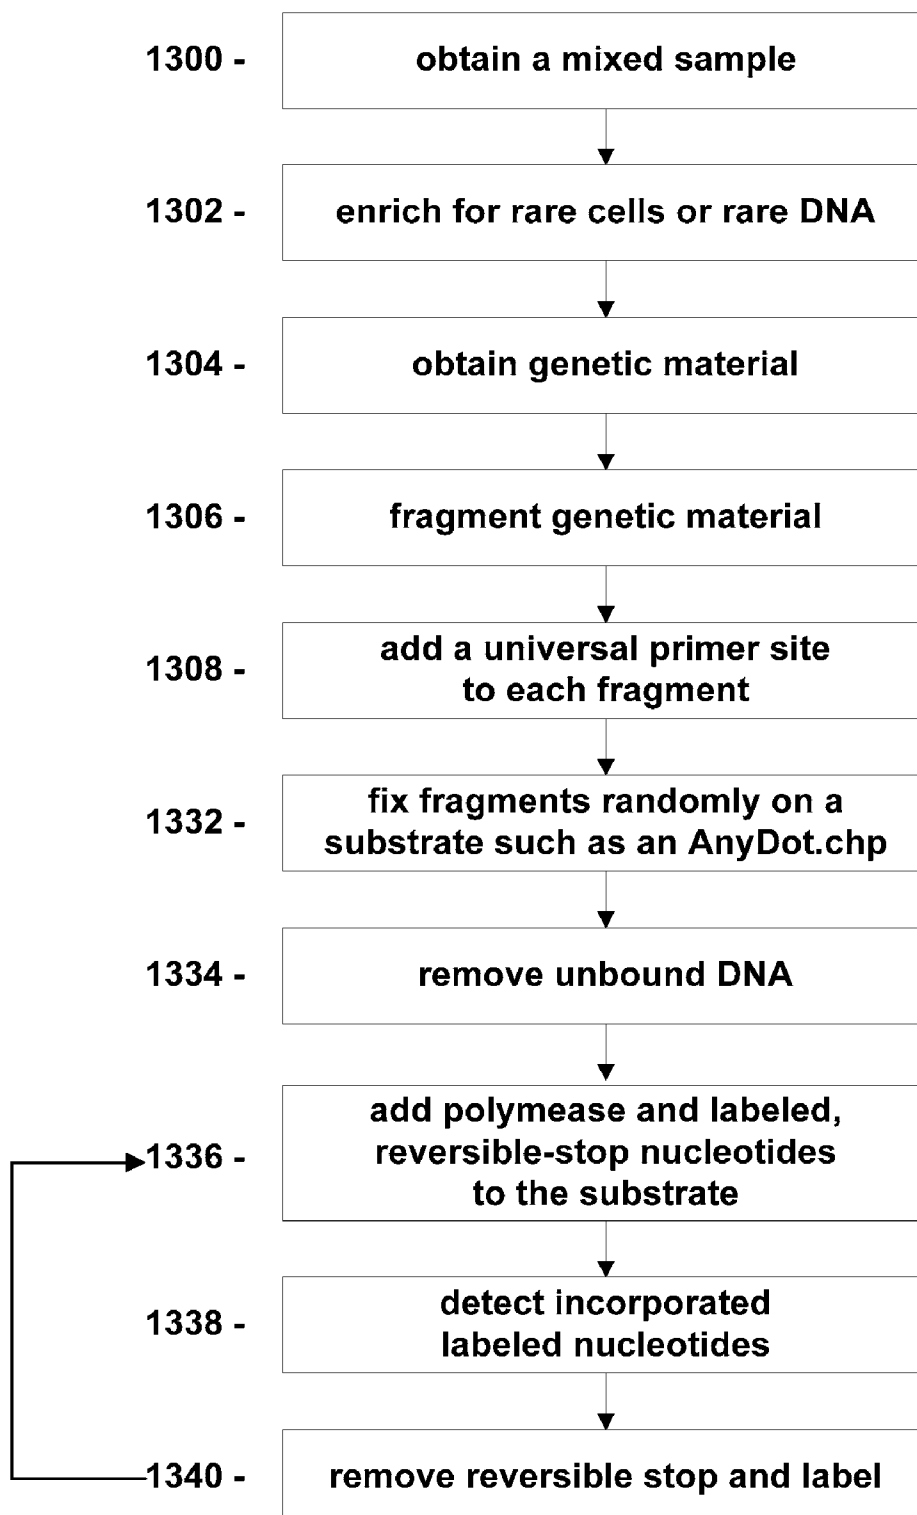 1300 - obtain a mixed sample
1302 - enrich for rare cells or rare DNA
1304 - obtain genetic material
1306 - fragment genetic material
add a universal primer site
1308 -
to each fragment
fix fragments randomly on a
1332 -
substrate such as an AnyDot.chp
1334 - remove unbound DNA
add polymease and labeled,
1336 - reversible-stop nucleotides
to the substrate
detect incorporated
1338 -
labeled nucleotides
1340 - remove reversible stop and label